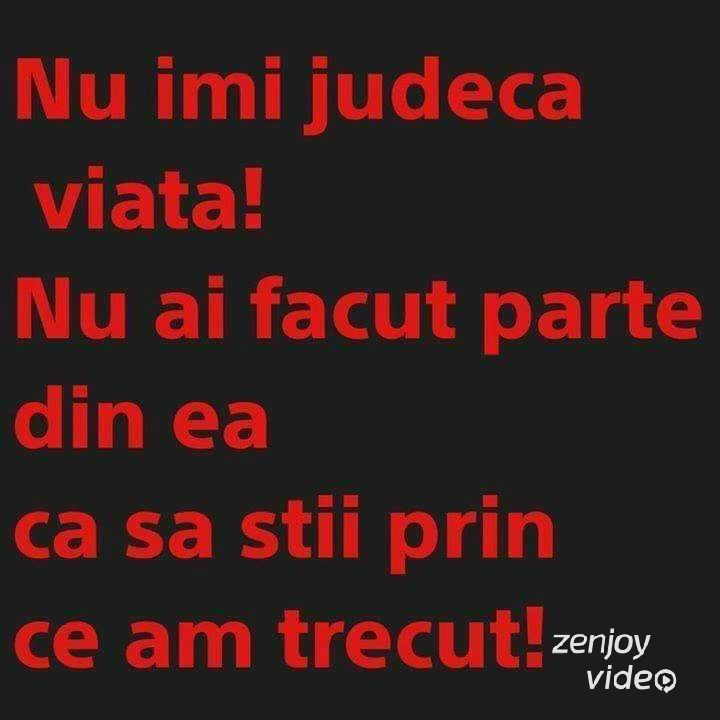 Nu imi judeca
viata!
Nu ai facut parte
din ea
ca sa stii prin
ce am trecut!
zenjoy
video